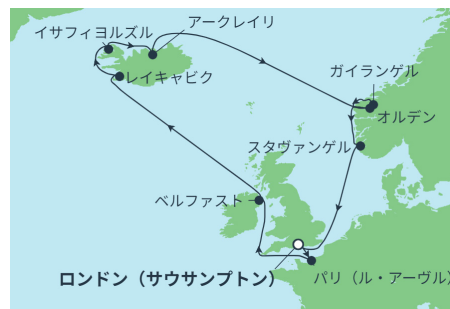 イサフィヨルズル
アークレイリ
レイキャビク
ガイランゲル
オルデン
スタヴァンゲル
ベルファスト
ロンドン（サウサンプトン）
パリ（ル・アーヴル）